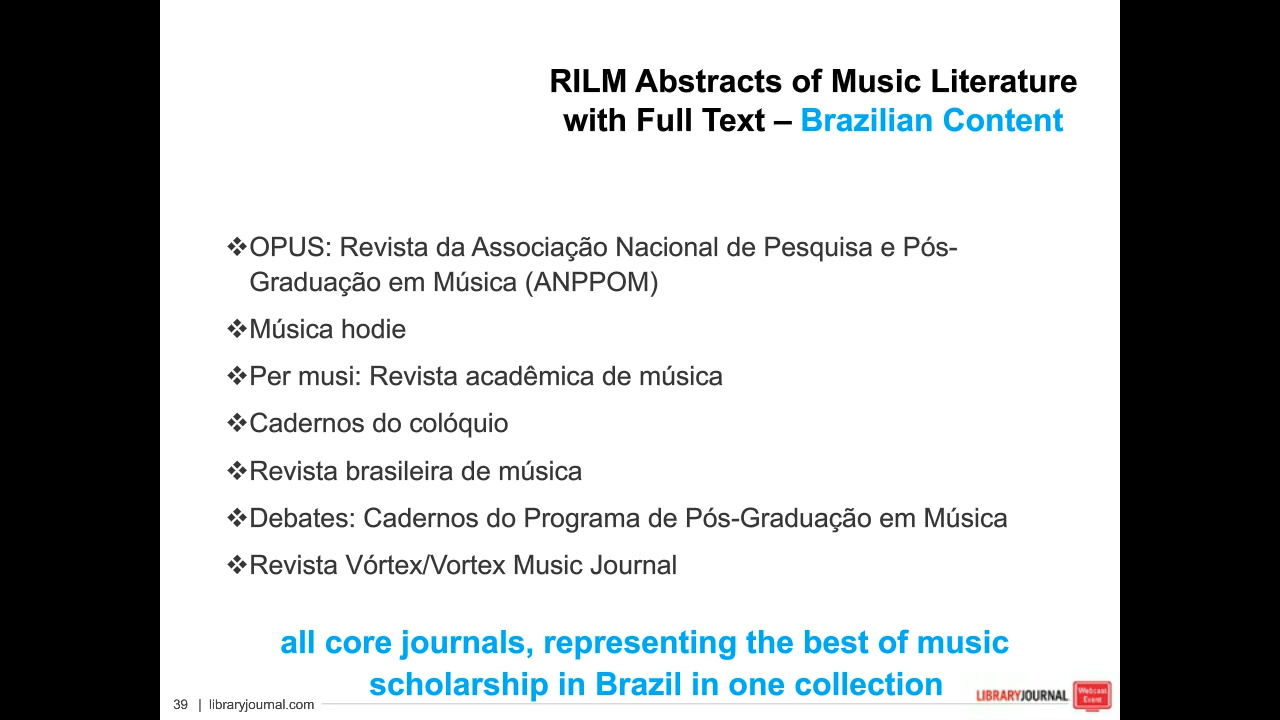 RILM Abstracts of Music Literature
with Full Text – Brazilian Content
❖OPUS: Revista da Associação Nacional de Pesquisa e Pós-
Graduação em Música (ANPPOM)
❖Música hodie
❖Per musi: Revista acadêmica de música
❖Cadernos do colóquio
❖Revista brasileira de música
❖Debates: Cadernos do Programa de Pós-Graduação em Música
❖Revista Vórtex/Vortex Music Journal
all core journals, representing the best of music
scholarship in Brazil in one collection
39 | libraryjournal.com
LIBRARYJOURNAL
Webcast
Event